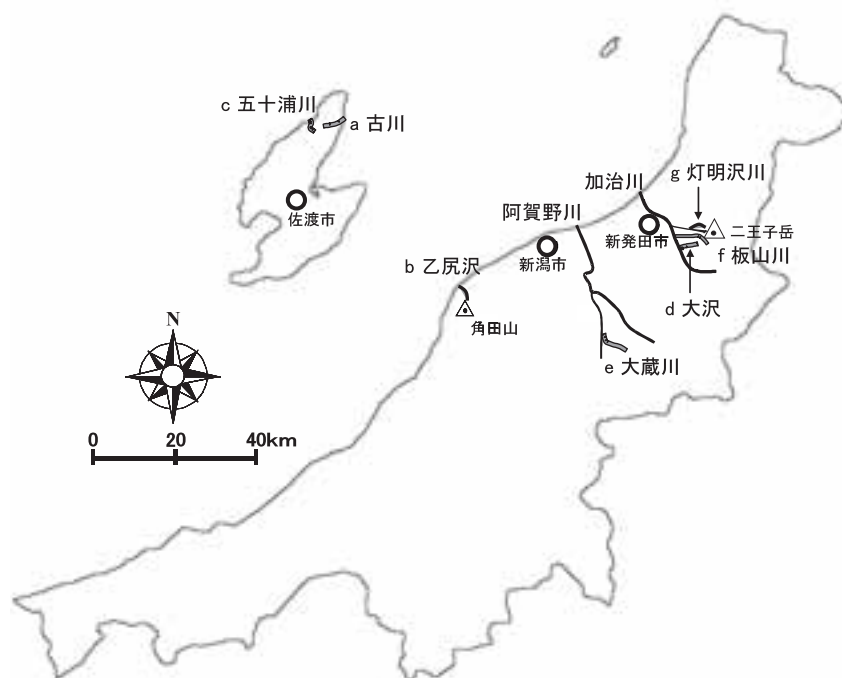 c 五十浦川
a 古川
佐渡市
加治川
g 灯明沢川
阿賀野川
二王子岳
新発田市
f 板山川
新潟市
b 乙尻沢
d 大沢
角田山
e 大蔵川
N
0 20 40km